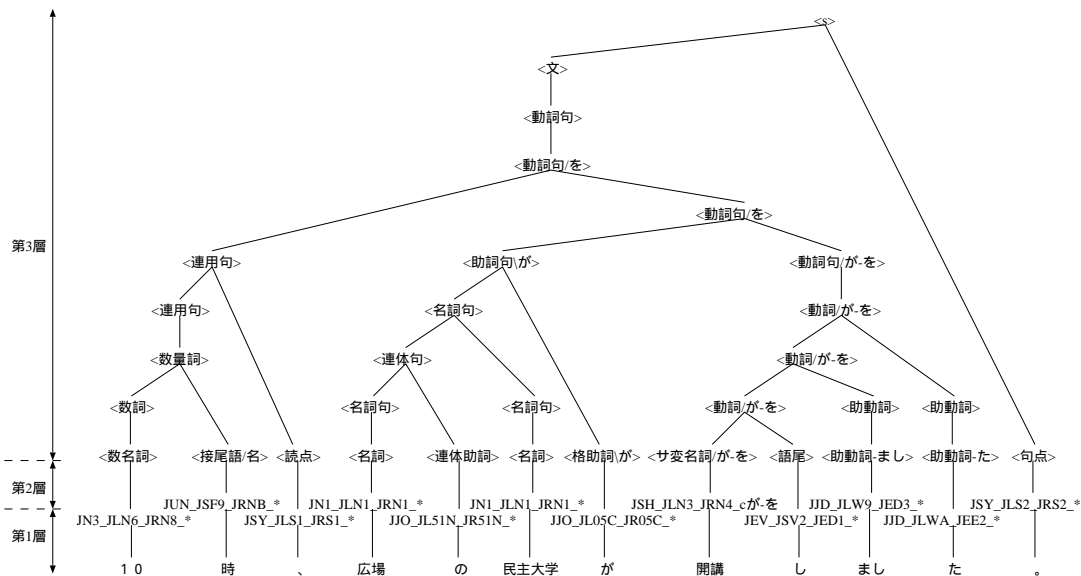 <s>
<文>
<動詞句>
<動詞句/を>
<動詞句/を>
第3層
<連用句> <助詞句\が> <動詞句/が-を>
<連用句> <名詞句> <動詞/が-を>
<数量詞> <連体句> <動詞/が-を>
<数詞> <名詞句> <名詞句> <動詞/が-を> <助動詞> <助動詞>
<数名詞> <接尾語/名> <読点> <名詞> <連体助詞> <名詞> <格助詞\が> <サ変名詞/が-を> <語尾> <助動詞-まし> <助動詞-た> <句点>
第2層
JUN_JSF9_JRNB_* JN1_JLN1_JRN1_* JN1_JLN1_JRN1_* JSH_JLN3_JRN4_cが-を JJD_JLW9_JED3_* JSY_JLS2_JRS2_*
JN3_JLN6_JRN8_* JSY_JLS1_JRS1_* JJO_JL51N_JR51N_* JJO_JL05C_JR05C_* JEV_JSV2_JED1_* JJD_JLWA_JEE2_*
第1層
10 時 、 広場 の 民主大学 が 開講 し まし た 。